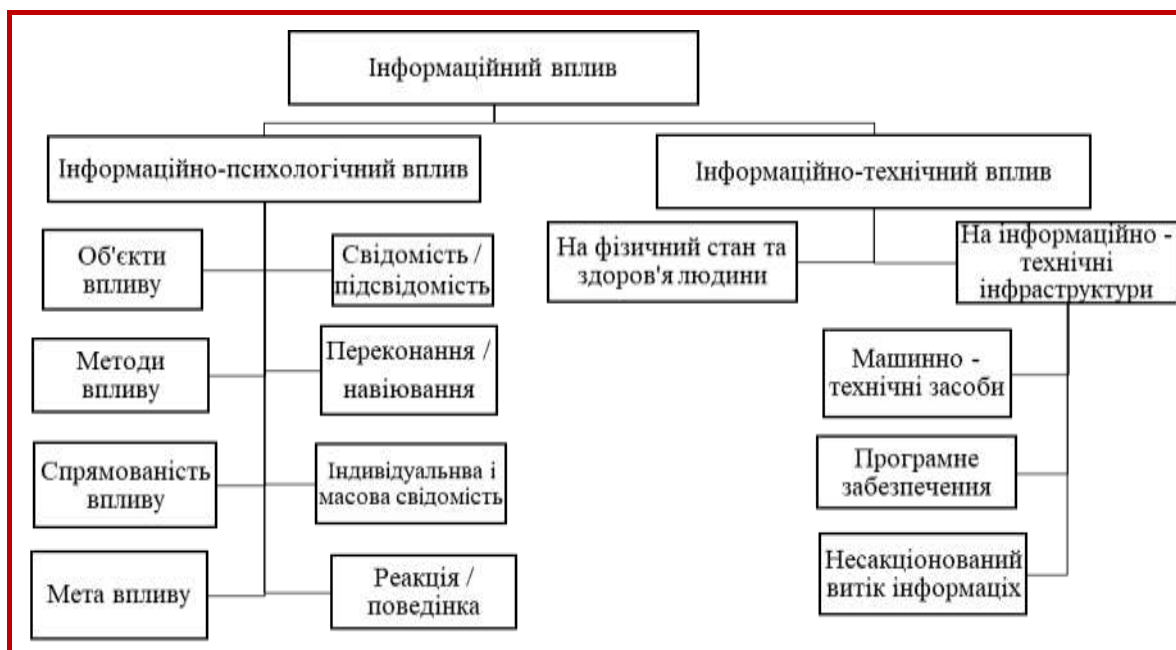 Інформаційний вплив
Інформаційно-психологічний вплив
Інформаційно-технічний вплив
Об'єкти
впливу
Свідомість /
підсвідомість
Методи
впливу
Переконання /
навіювання
Спрямованість
впливу
Індивідуальнва і
масова свідомість
Мета впливу
Реакція /
поведінка
На фізичний стан та
здоров'я людини
На інформаційно -
технічні
інфраструктури
Машинно -
технічні засоби
Програмне
забезпечення
Несакціонований
витік інформаціх